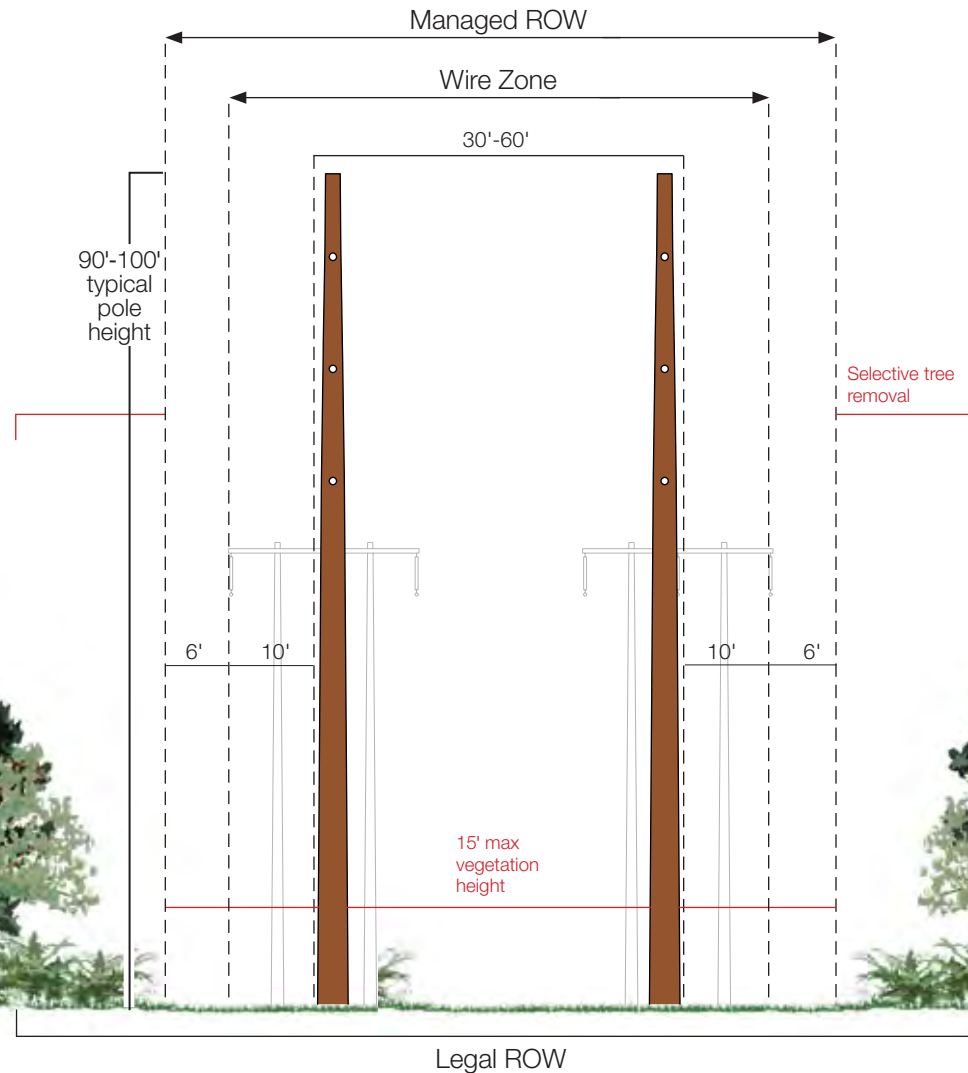 Managed ROW
Wire Zone
30'-60'
90'-100'
typical
pole
height
Selective tree
removal
6'
10'
10'
6'
15' max
vegetation
height
Legal ROW